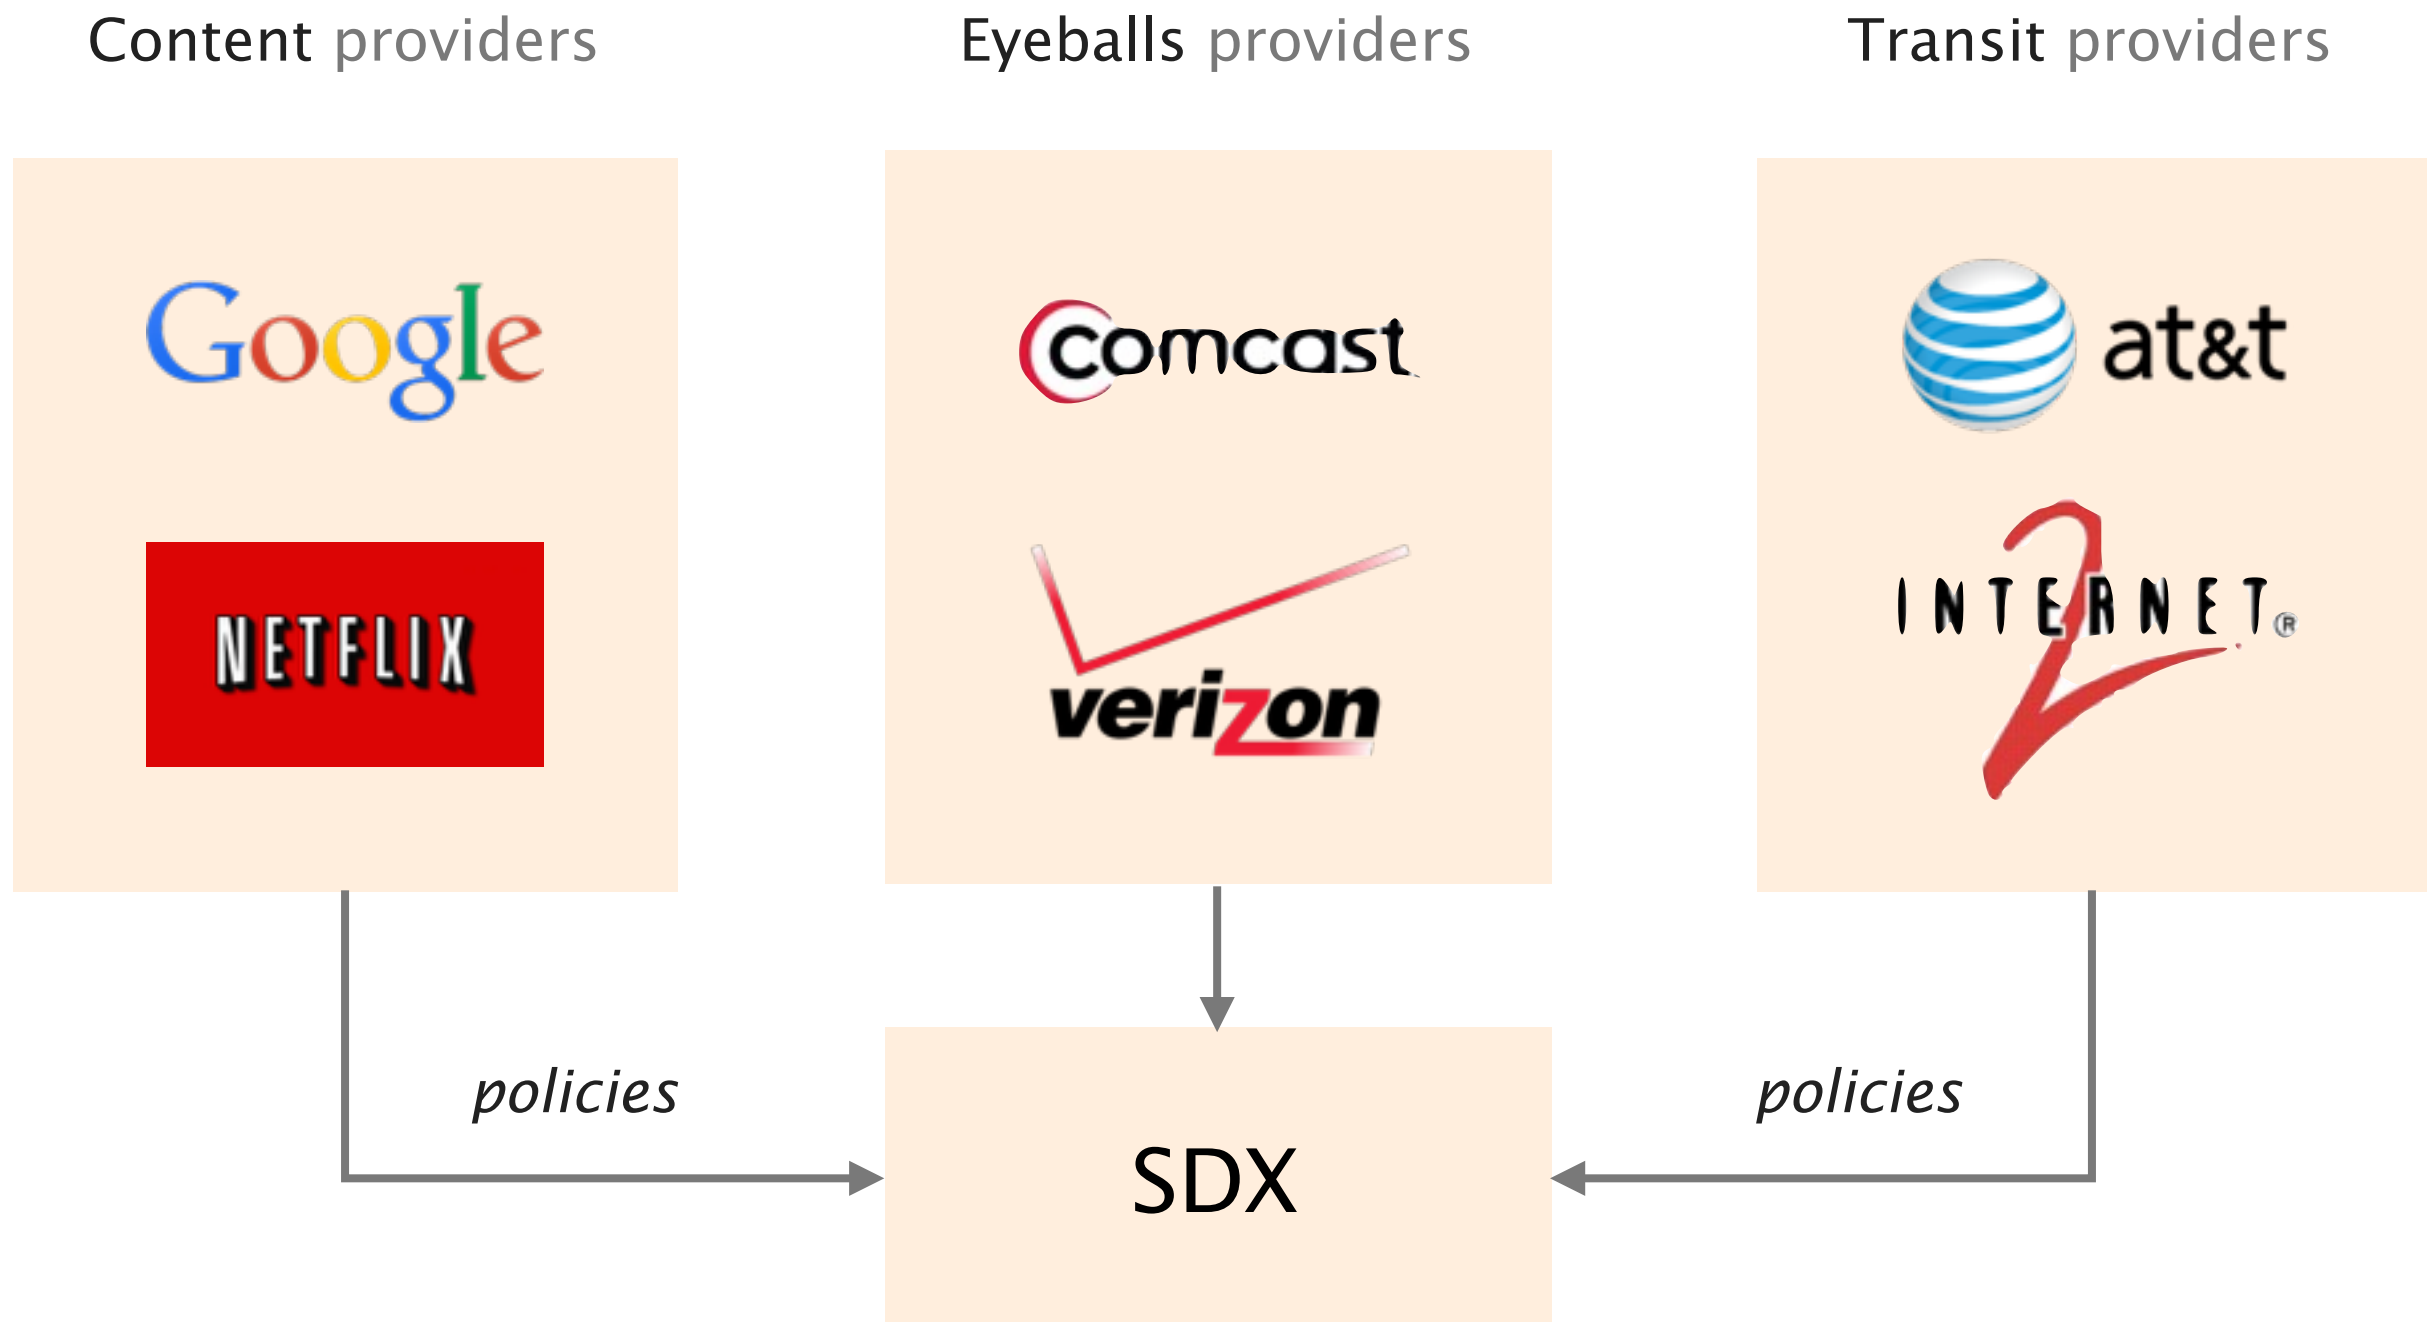 Content providers
Eyeballs providers
Transit providers
Google
comcast
at&t
NETFLIX
verizon
INTERNET®
2
policies
policies
SDX